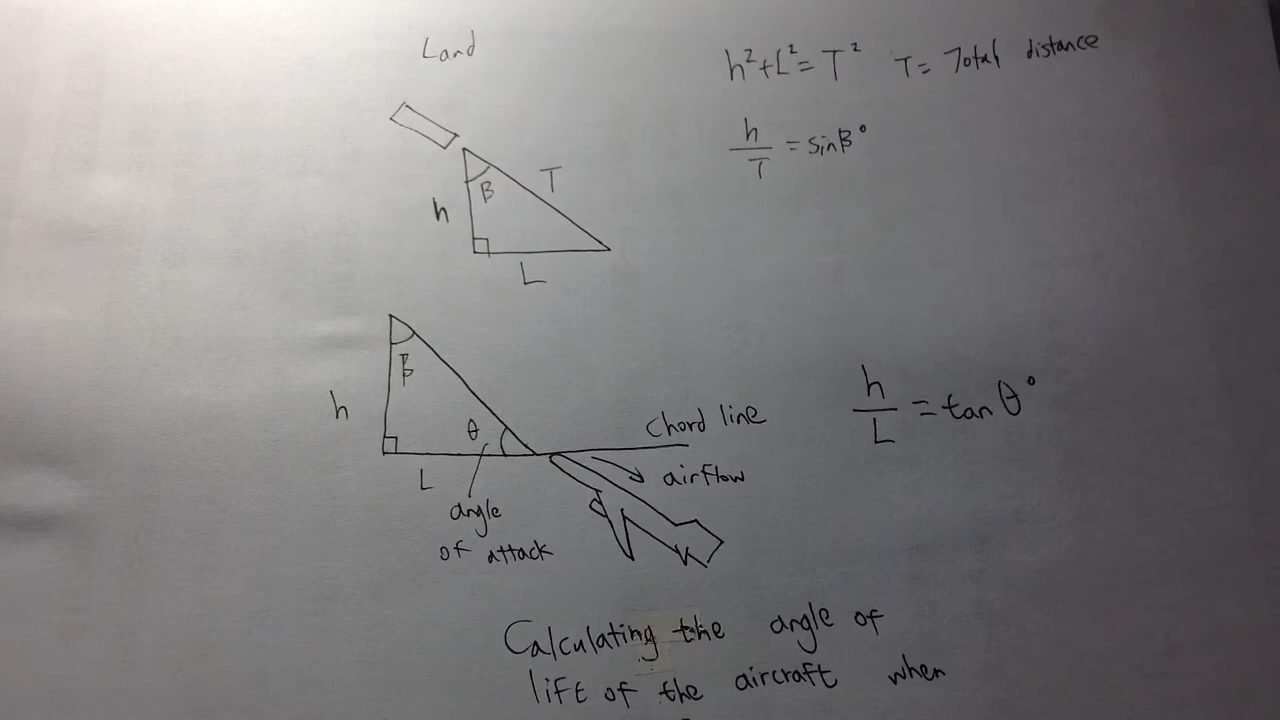 Land
h²+L²=T² T= Total distance
h/T = sinβ°
β
T
h
L
β
h
θ
L
angle
of attack
Chord line
airflow
h/L = tanθ°
Calculating the angle of
lift of the aircraft when